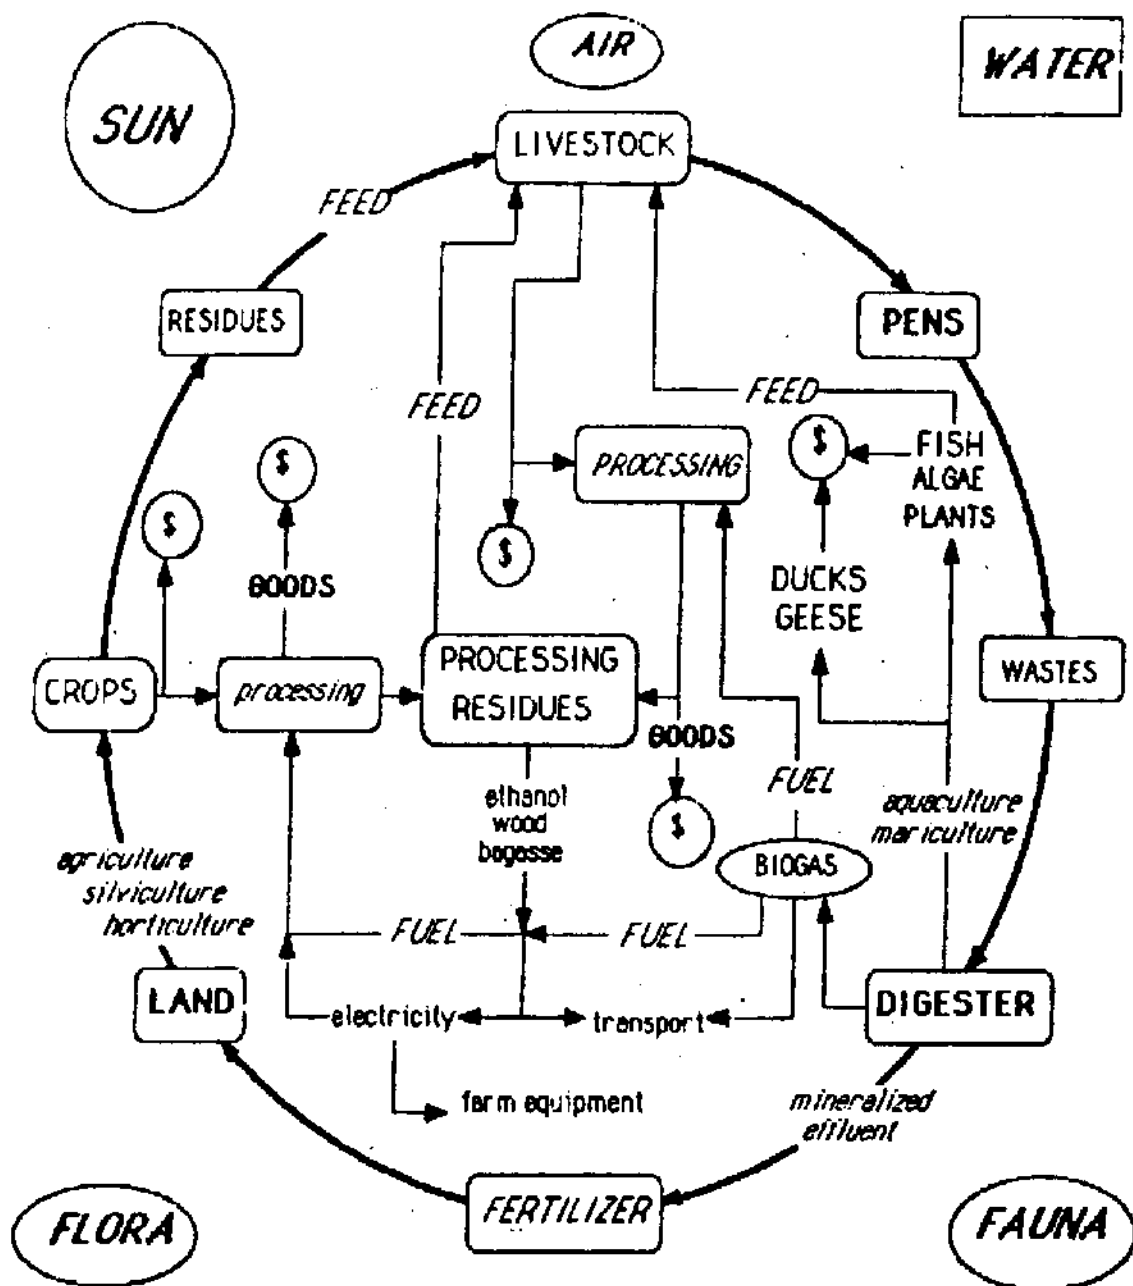 AIR
WATER
SUN
LIVESTOCK
FEED
RESIDUES
PENS
FEED
FEED
$
FISH
ALGAE
PLANTS
$
PROCESSING
$
$
GOODS
DUCKS
GEESE
CROPS
processing
PROCESSING
RESIDUES
WASTES
GOODS
ethanol
wood
bagasse
FUEL
aquaculture
mariculture
$
BIOGAS
agriculture
silviculture
horticulture
FUEL
FUEL
LAND
DIGESTER
electricity
transport
farm equipment
mineralized
effluent
FERTILIZER
FLORA
FAUNA